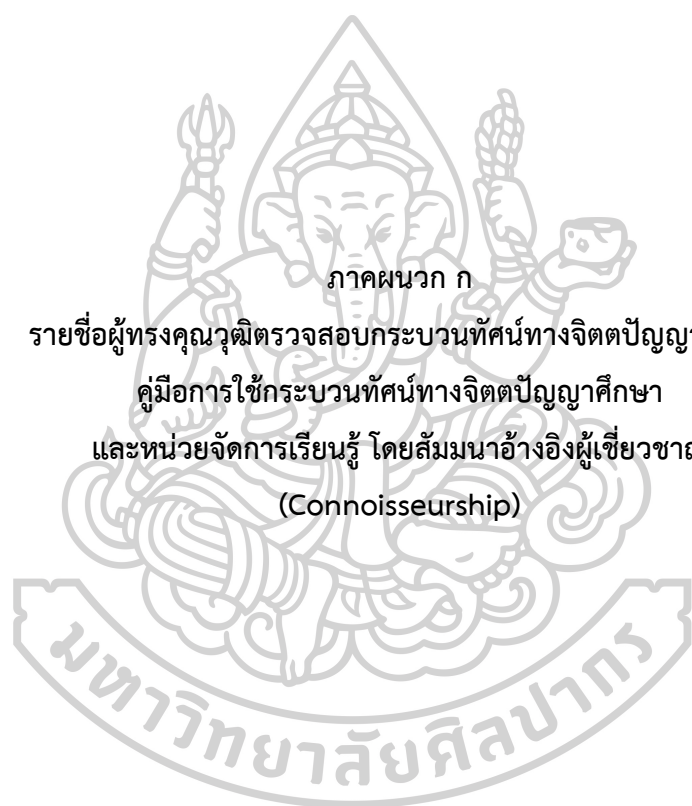 ภาคผนวก ก
รายชื่อผู้ทรงคุณวุฒิตรวจสอบกระบวนทัศน์ทางจิตตปัญญา
คู่มือการใช้กระบวนทัศน์ทางจิตตปัญญาศึกษา
และหน่วยจัดการเรียนรู้ โดยสัมมนาอ้างอิงผู้เชี่ยวชาญ
(Connoisseurship)
มหาวิทยาลัยศิลปากร